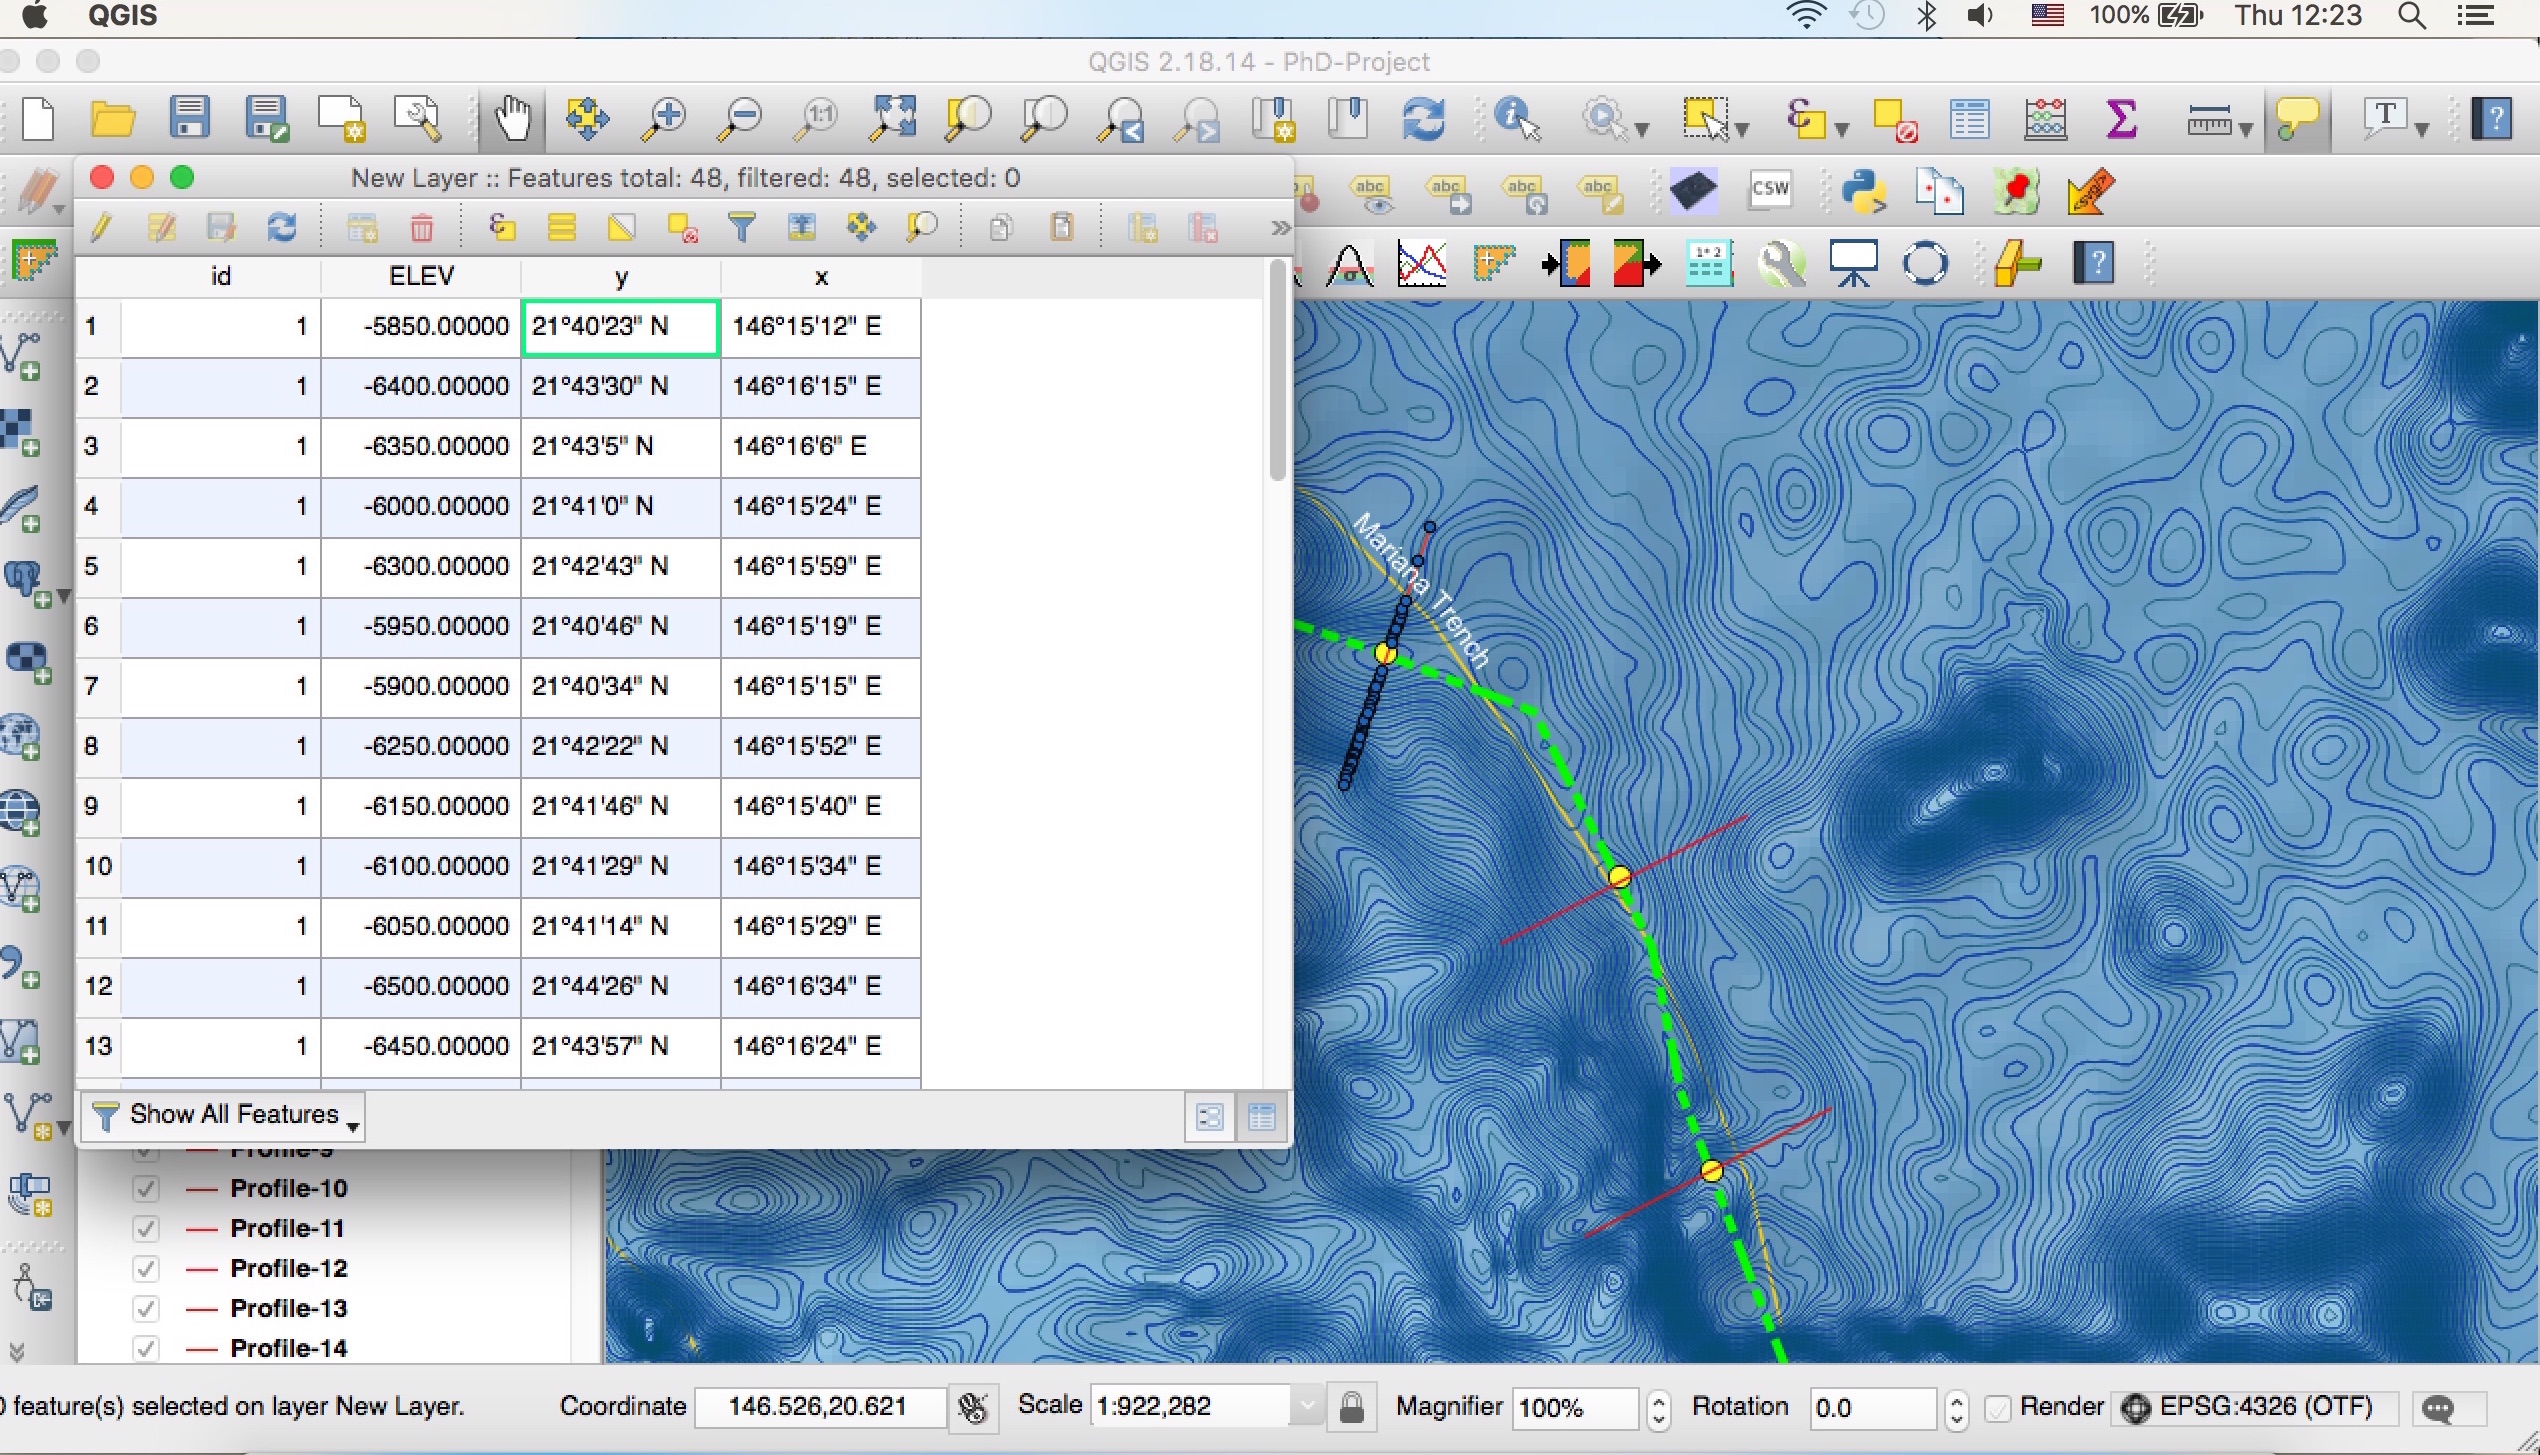 QGIS 100% Thu 12:23
QGIS 2.18.14 - PhD-Project
1:1 ε Σ T ?
New Layer :: Features total: 48, filtered: 48, selected: 0
abc abc abc abc CSW
ε »
σ 1+2 ?
id ELEV y x
1 1 -5850.00000 21°40'23" N 146°15'12" E
2 1 -6400.00000 21°43'30" N 146°16'15" E
3 1 -6350.00000 21°43'5" N 146°16'6" E
4 1 -6000.00000 21°41'0" N 146°15'24" E
5 1 -6300.00000 21°42'43" N 146°15'59" E
6 1 -5950.00000 21°40'46" N 146°15'19" E
7 1 -5900.00000 21°40'34" N 146°15'15" E
8 1 -6250.00000 21°42'22" N 146°15'52" E
9 1 -6150.00000 21°41'46" N 146°15'40" E
10 1 -6100.00000 21°41'29" N 146°15'34" E
11 1 -6050.00000 21°41'14" N 146°15'29" E
12 1 -6500.00000 21°44'26" N 146°16'34" E
13 1 -6450.00000 21°43'57" N 146°16'24" E
Mariana Trench
Show All Features
Profile-9
Profile-10
Profile-11
Profile-12
Profile-13
Profile-14
0 feature(s) selected on layer New Layer. Coordinate 146.526,20.621 Scale 1:922,282 Magnifier 100% Rotation 0.0 Render EPSG:4326 (OTF)